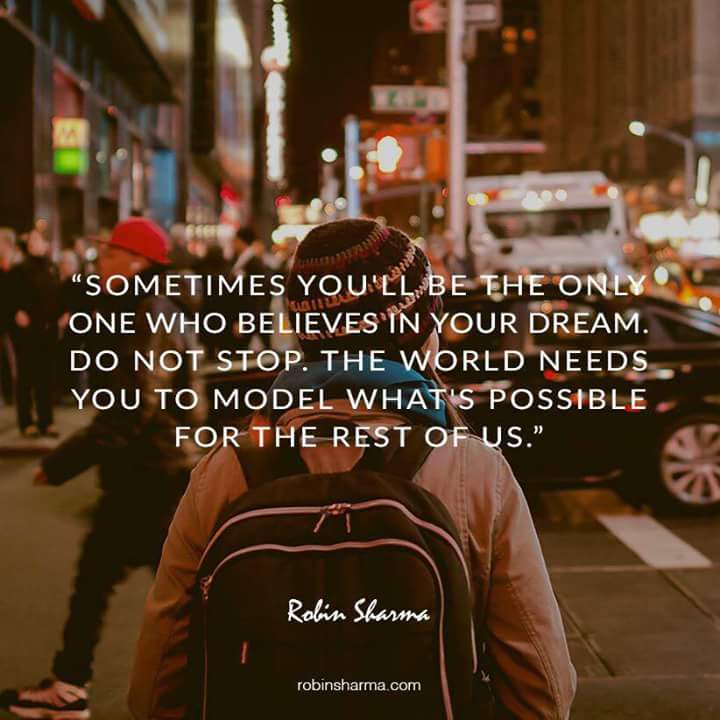 “SOMETIMES YOU'LL BE THE ONLY
ONE WHO BELIEVES IN YOUR DREAM.
DO NOT STOP. THE WORLD NEEDS
YOU TO MODEL WHAT'S POSSIBLE
FOR THE REST OF US.”
Robin Sharma
robinsharma.com